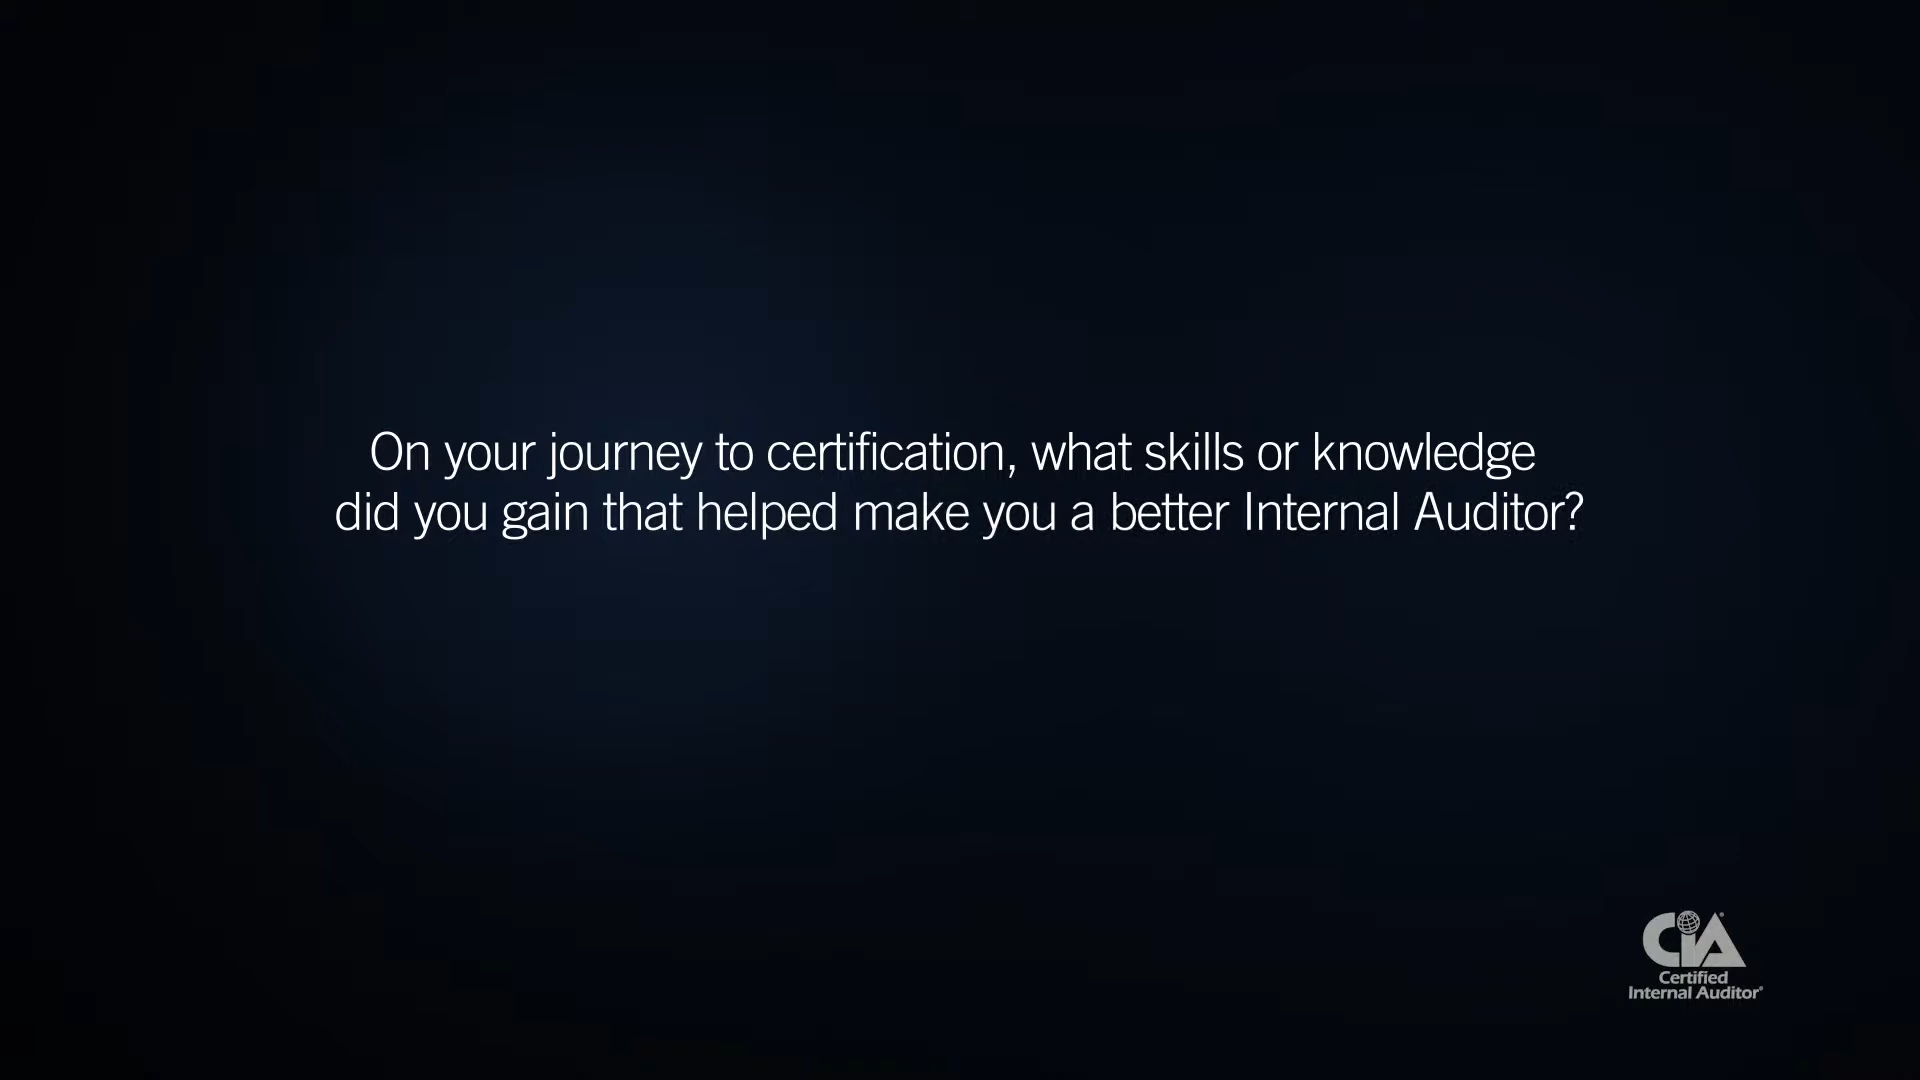 On your journey to certification, what skills or knowledge
did you gain that helped make you a better Internal Auditor?
CIA
Certified
Internal Auditor®